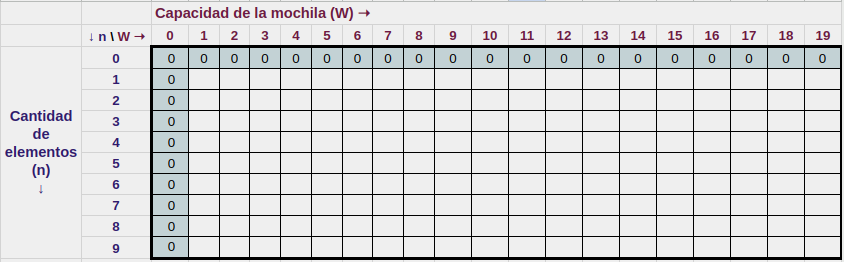 Capacidad de la mochila (W) →
↓ n \ W → 0 1 2 3 4 5 6 7 8 9 10 11 12 13 14 15 16 17 18 19
0 0 0 0 0 0 0 0 0 0 0 0 0 0 0 0 0 0 0 0 0
1 0
2 0
3 0
4 0
5 0
6 0
7 0
8 0
9 0
Cantidad
de
elementos
(n)
↓